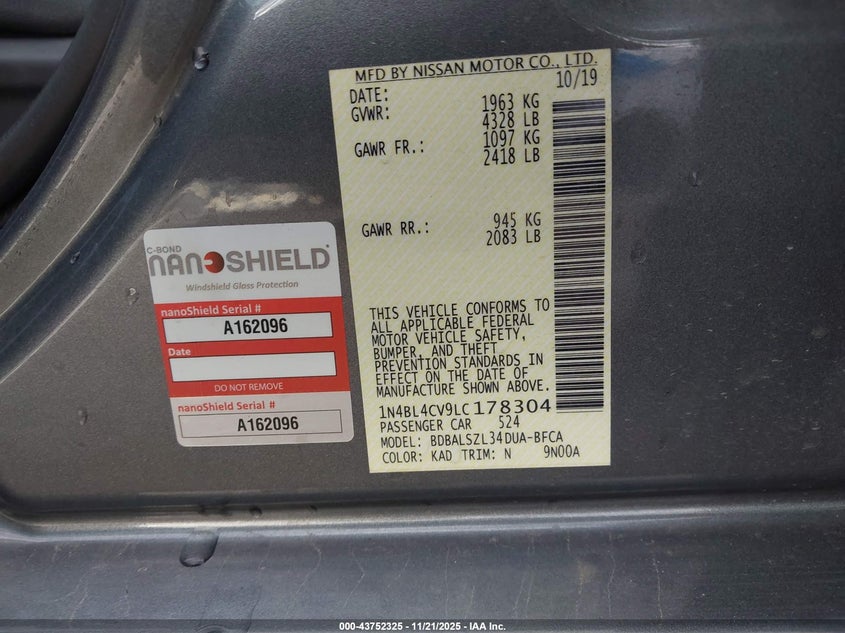 MFD BY NISSAN MOTOR CO., LTD.
DATE: 10/19
GVWR: 1963 KG
4328 LB
GAWR FR.: 1097 KG
2418 LB
GAWR RR.: 945 KG
2083 LB
THIS VEHICLE CONFORMS TO
ALL APPLICABLE FEDERAL
MOTOR VEHICLE SAFETY,
BUMPER, AND THEFT
PREVENTION STANDARDS IN
EFFECT ON THE DATE OF
MANUFACTURE SHOWN ABOVE.
1N4BL4CV9LC178304
PASSENGER CAR 524
MODEL: BDBALSZL34DUA-BFCA
COLOR: KAD TRIM: N 9N00A
C-BOND
nanoSHIELD®
Windshield Glass Protection
nanoShield Serial #
A162096
Date
DO NOT REMOVE
nanoShield Serial #
A162096
000-43752325 - 11/21/2025 - IAA Inc.